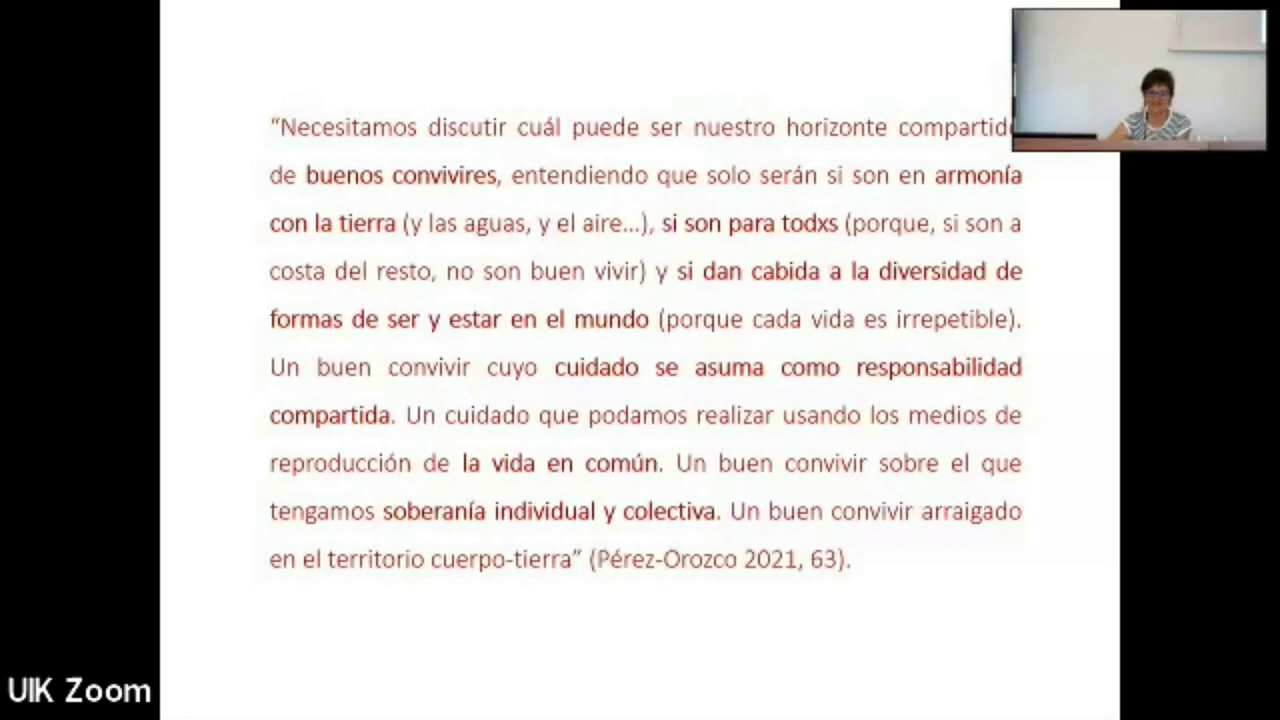 “Necesitamos discutir cuál puede ser nuestro horizonte compartid
de buenos convivires, entendiendo que solo serán si son en armonía
con la tierra (y las aguas, y el aire...), si son para todxs (porque, si son a
costa del resto, no son buen vivir) y si dan cabida a la diversidad de
formas de ser y estar en el mundo (porque cada vida es irrepetible).
Un buen convivir cuyo cuidado se asuma como responsabilidad
compartida. Un cuidado que podamos realizar usando los medios de
reproducción de la vida en común. Un buen convivir sobre el que
tengamos soberanía individual y colectiva. Un buen convivir arraigado
en el territorio cuerpo-tierra” (Pérez-Orozco 2021, 63).
UIK Zoom